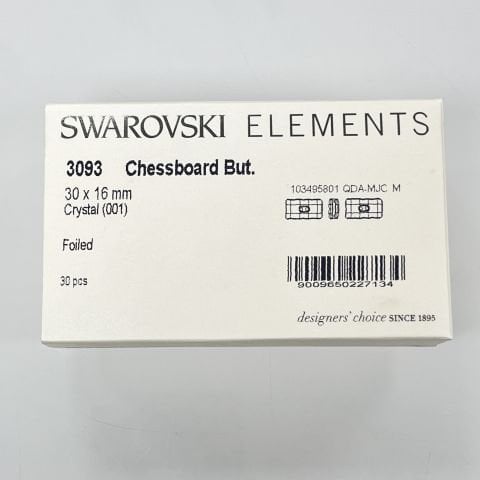 SWAROVSKI ELEMENTS
3093 Chessboard But.
30 x 16 mm
Crystal (001)
103495801 QDA-MJC M
Foiled
30 pcs
9009650227134
designers' choice SINCE 1895